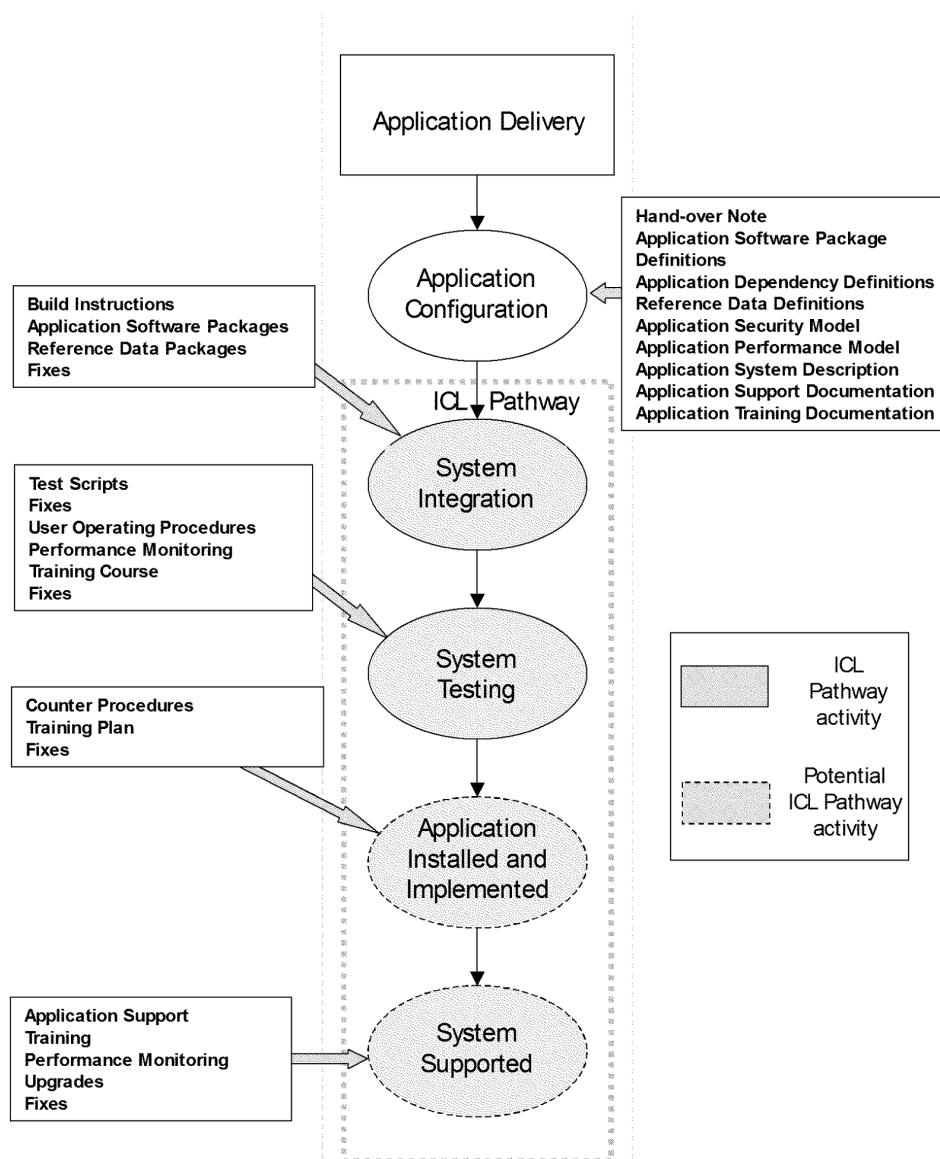 Application Delivery
Hand-over Note
Application Software Package
Definitions
Application Dependency Definitions
Reference Data Definitions
Application Security Model
Application Performance Model
Application System Description
Application Support Documentation
Application Training Documentation
Application
Configuration
Build Instructions
Application Software Packages
Reference Data Packages
Fixes
ICL Pathway
System
Integration
Test Scripts
Fixes
User Operating Procedures
Performance Monitoring
Training Course
Fixes
System
Testing
ICL
Pathway
activity
Potential
ICL Pathway
activity
Counter Procedures
Training Plan
Fixes
Application
Installed and
Implemented
Application Support
Training
Performance Monitoring
Upgrades
Fixes
System
Supported